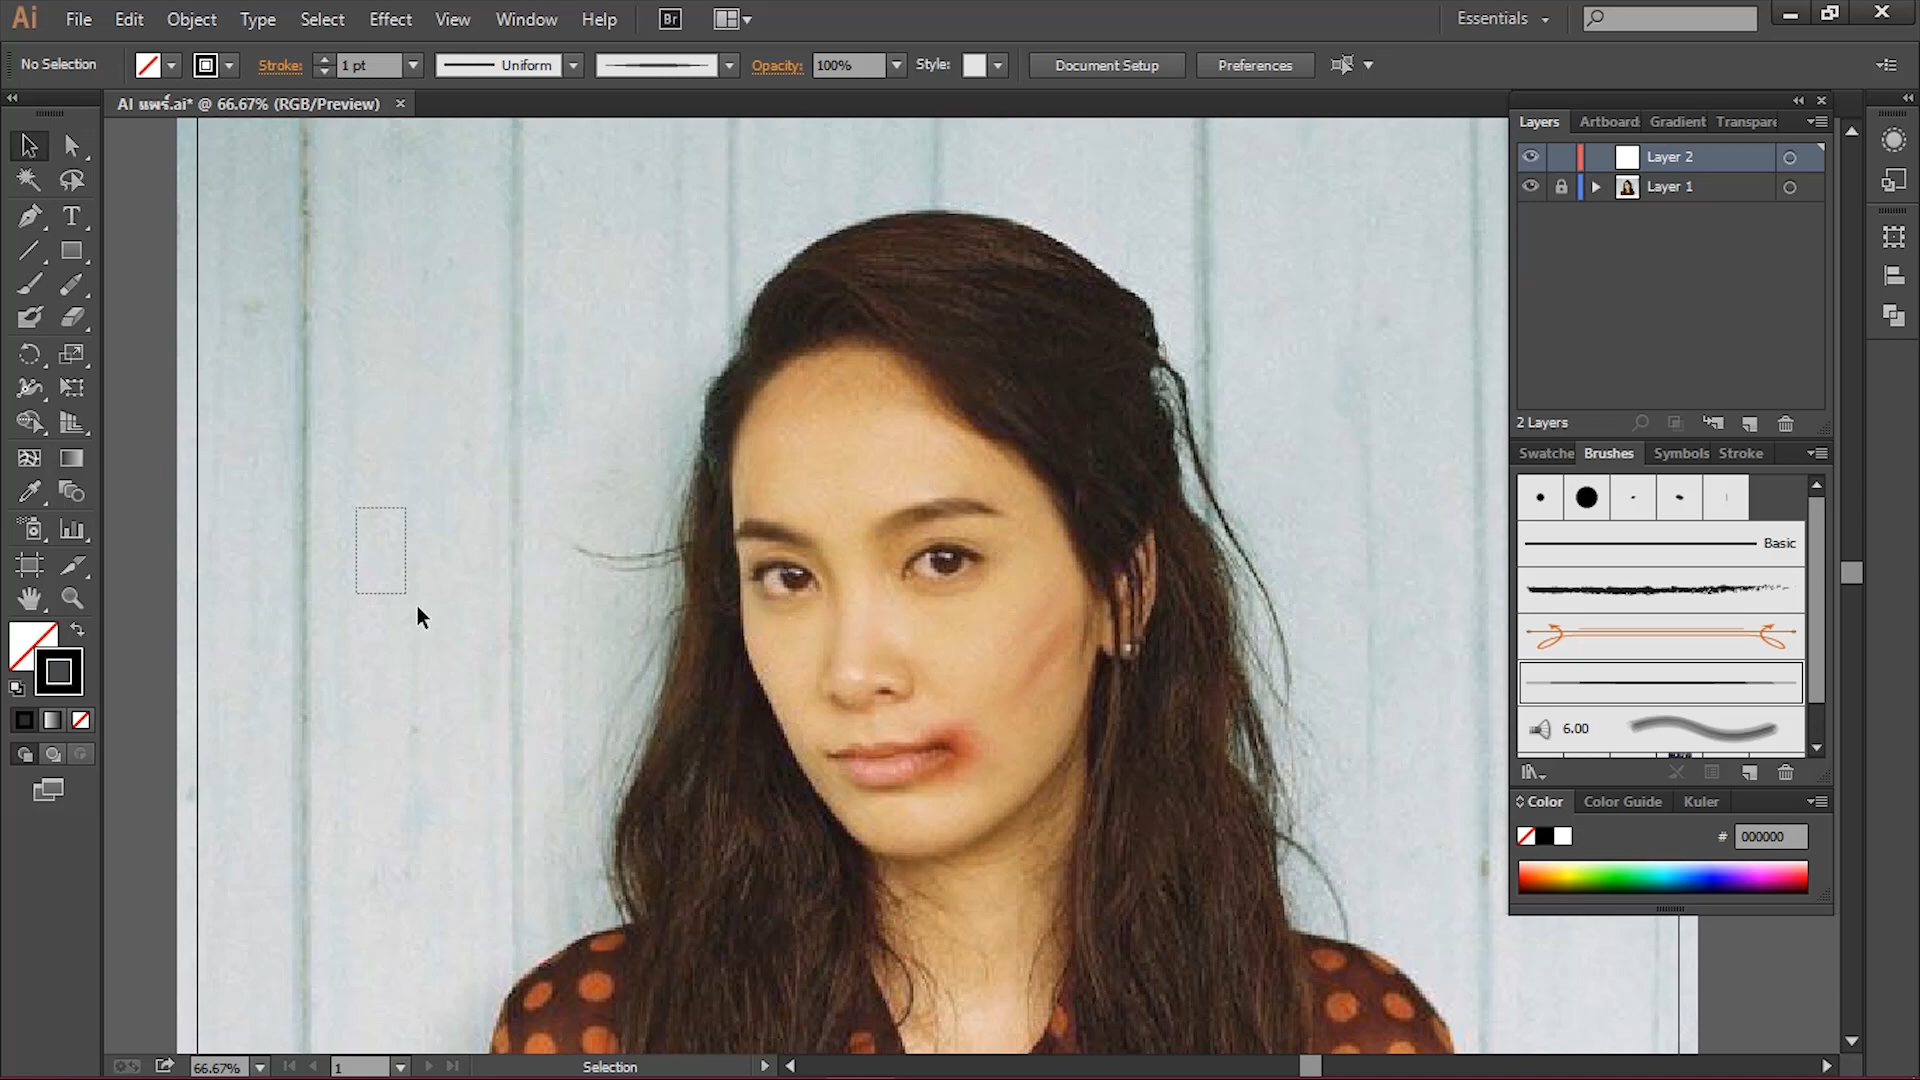 Ai File Edit Object Type Select Effect View Window Help Br Essentials
No Selection Stroke: 1 pt Uniform Opacity: 100% Style: Document Setup Preferences
AI แพร์.ai* @ 66.67% (RGB/Preview)
Layers Artboard Gradient Transpare
Layer 2
Layer 1
2 Layers
Swatche Brushes Symbols Stroke
Basic
6.00
Color Color Guide Kuler
# 000000
66.67% 1 Selection